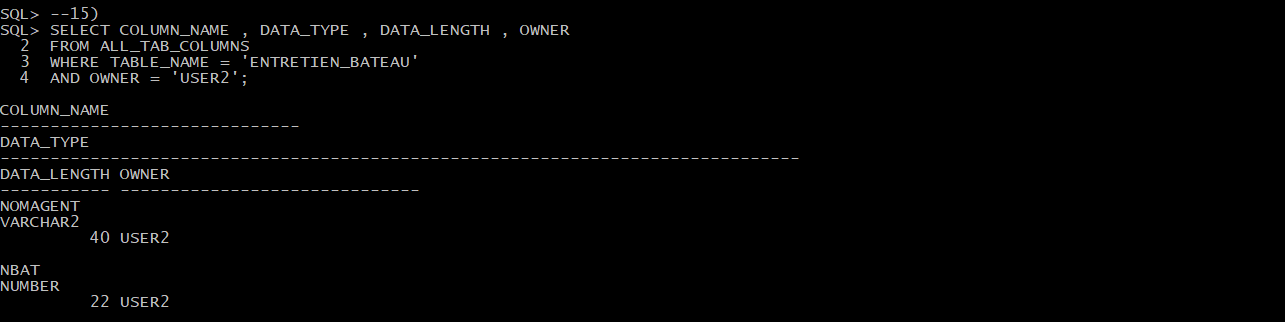 SQL> --15)
SQL> SELECT COLUMN_NAME , DATA_TYPE , DATA_LENGTH , OWNER
  2  FROM ALL_TAB_COLUMNS
  3  WHERE TABLE_NAME = 'ENTRETIEN_BATEAU'
  4  AND OWNER = 'USER2';

COLUMN_NAME
------------------------------
DATA_TYPE
--------------------------------------------------------------------------------
DATA_LENGTH OWNER
----------- ------------------------------
NOMAGENT
VARCHAR2
         40 USER2

NBAT
NUMBER
         22 USER2